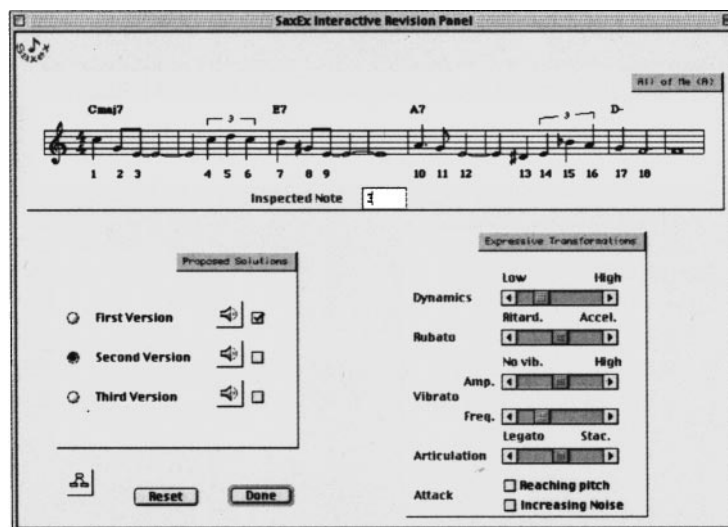 SaxEx Interactive Revision Panel
Saxex
All of Me (A)
Cmaj7 E7 A7 D-
3 3
1 2 3 4 5 6 7 8 9 10 11 12 13 14 15 16 17 18
Inspected Note 3
Proposed Solutions
First Version
Second Version
Third Version
Reset Done
Expressive Transformations
Low High
Dynamics
Ritard. Accel.
Rubato
No vib. High
Amp.
Vibrato
Freq.
Legato Stac.
Articulation
Attack
Reaching pitch
Increasing Noise